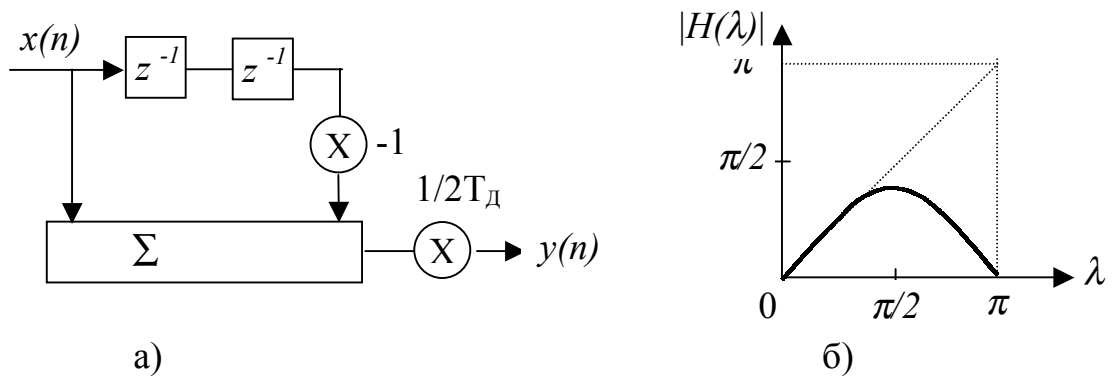 x(n)
z⁻¹
z⁻¹
X
-1
1/2Tд
Σ
X
y(n)
а)
|H(λ)|
π
π/2
0
π/2
π
λ
б)